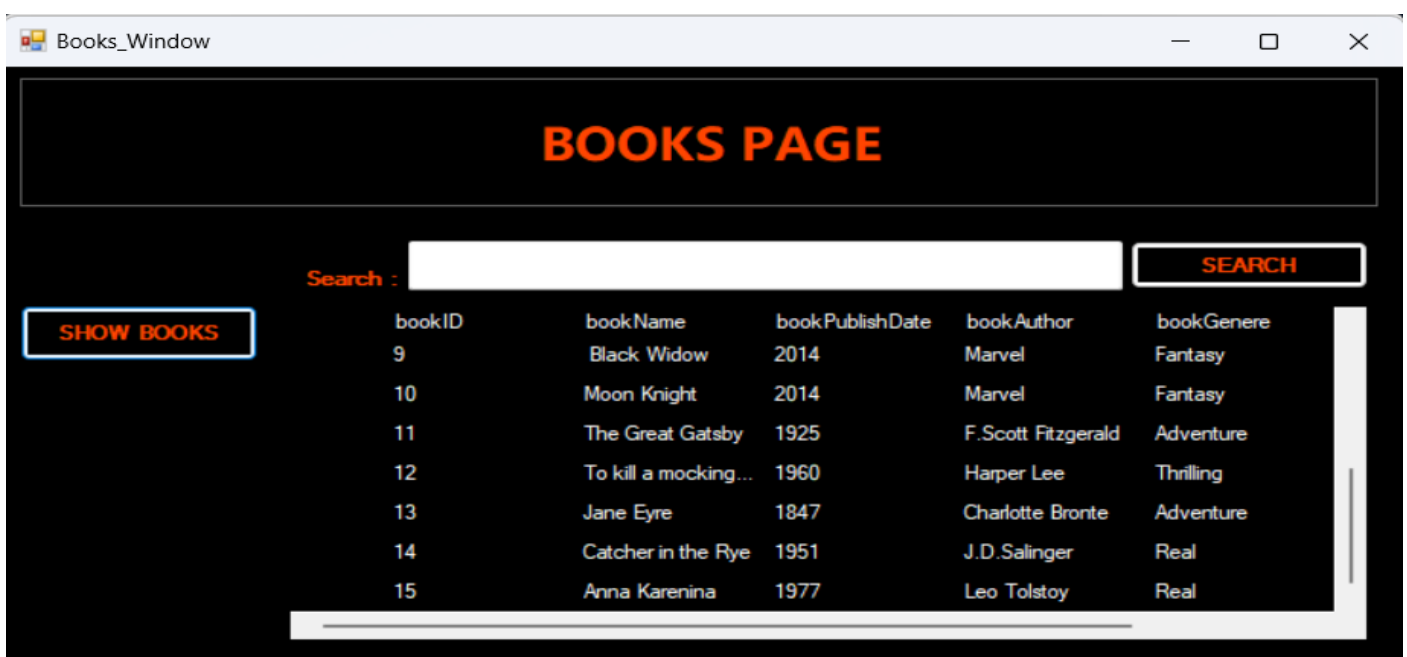 Books_Window
BOOKS PAGE
Search :
SEARCH
SHOW BOOKS
bookID bookName bookPublishDate bookAuthor bookGenere
9 Black Widow 2014 Marvel Fantasy
10 Moon Knight 2014 Marvel Fantasy
11 The Great Gatsby 1925 F.Scott Fitzgerald Adventure
12 To kill a mocking... 1960 Harper Lee Thrilling
13 Jane Eyre 1847 Charlotte Bronte Adventure
14 Catcher in the Rye 1951 J.D.Salinger Real
15 Anna Karenina 1977 Leo Tolstoy Real